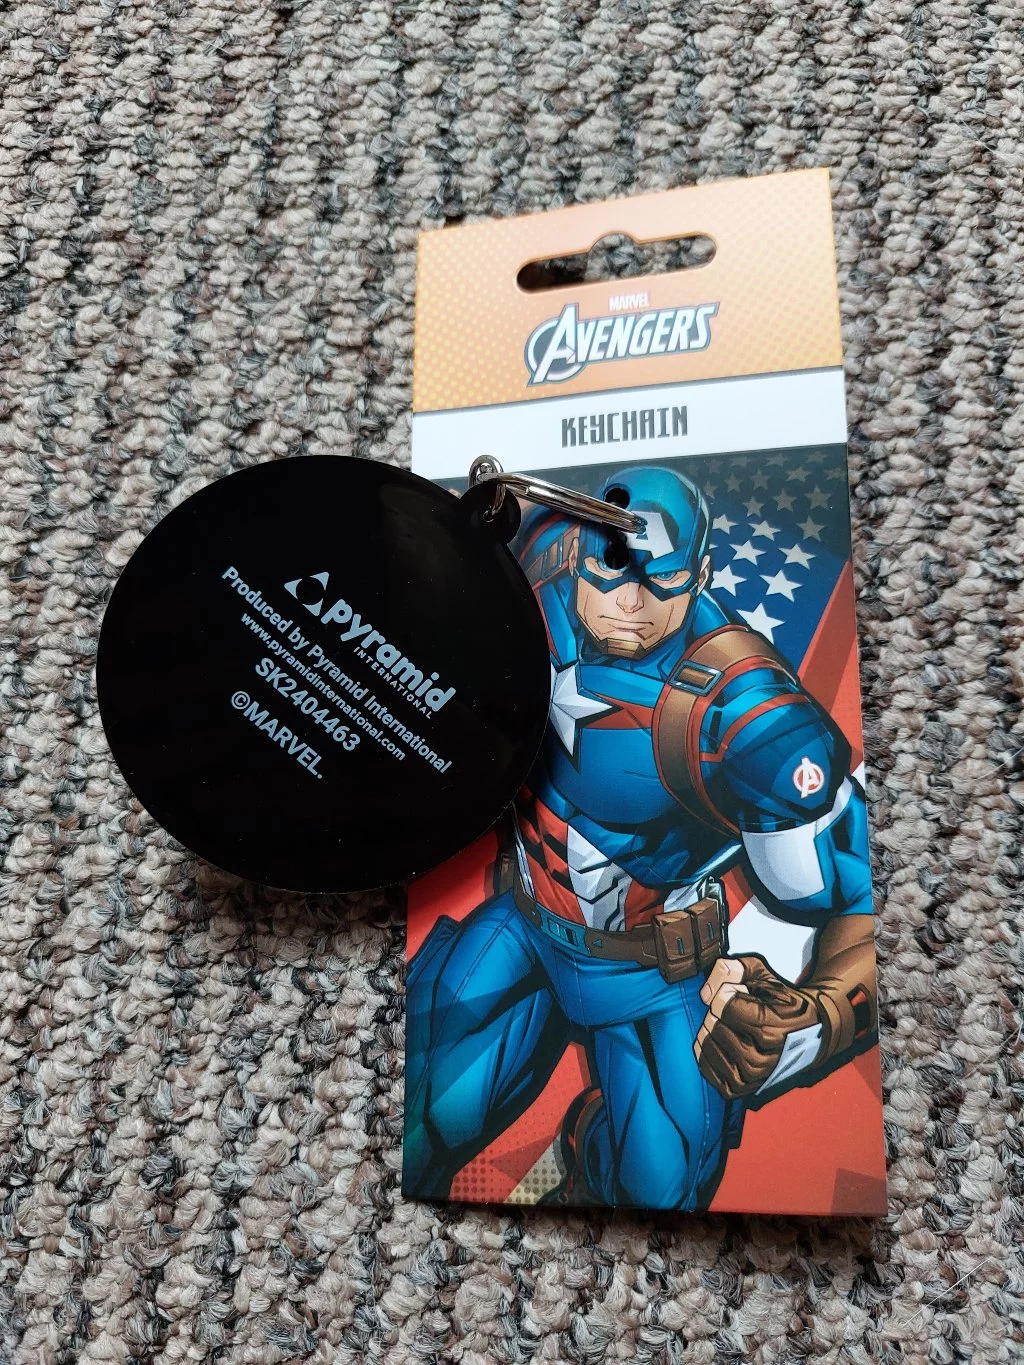 MARVEL
AVENGERS
KEYCHAIN
A
A
pyramid
INTERNATIONAL
Produced by Pyramid International
www.pyramidinternational.com
SK2404463
©MARVEL.